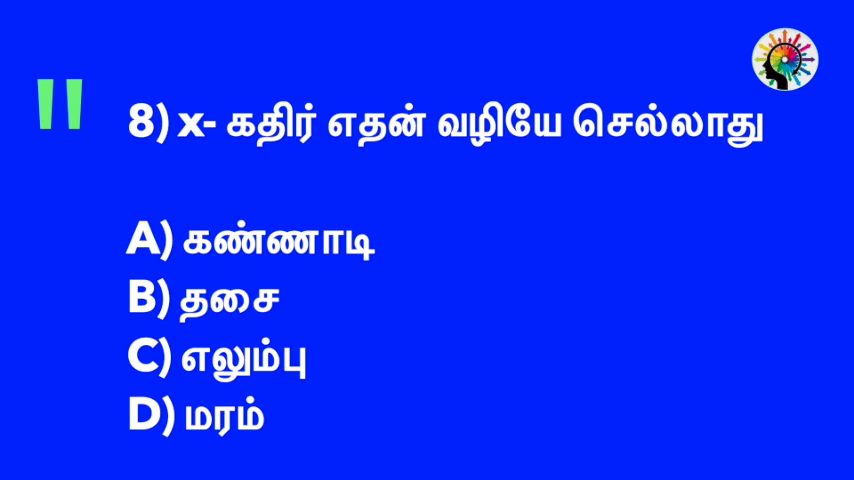 "
8) x- கதிர் எதன் வழியே செல்லாது
A) கண்ணாடி
B) தசை
C) எலும்பு
D) மரம்